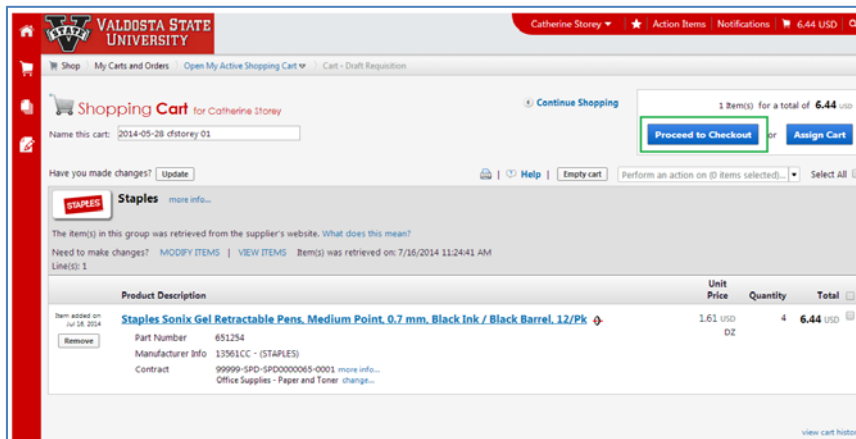 VALDOSTA STATE
UNIVERSITY
STATE
Catherine Storey Action Items Notifications 6.44 USD
Shop My Carts and Orders Open My Active Shopping Cart Cart - Draft Requisition
Shopping Cart for Catherine Storey
Continue Shopping
1 Item(s) for a total of 6.44 USD
Name this cart: 2014-05-28 cfstorey 01
Proceed to Checkout or Assign Cart
Have you made changes? Update
Help | Empty cart Perform an action on (0 items selected)... Select All
STAPLES
Staples more info...
The item(s) in this group was retrieved from the supplier's website. What does this mean?
Need to make changes? MODIFY ITEMS | VIEW ITEMS Item(s) was retrieved on: 7/16/2014 11:24:41 AM
Line(s): 1
Product Description Unit Price Quantity Total
Item added on Jul 16, 2014
Remove
Staples Sonix Gel Retractable Pens, Medium Point, 0.7 mm, Black Ink / Black Barrel, 12/Pk 1.61 USD 4 6.44 USD
DZ
Part Number 651254
Manufacturer Info 13561CC - (STAPLES)
Contract 99999-SPD-SPD0000065-0001 more info...
Office Supplies - Paper and Toner change...
view cart histor